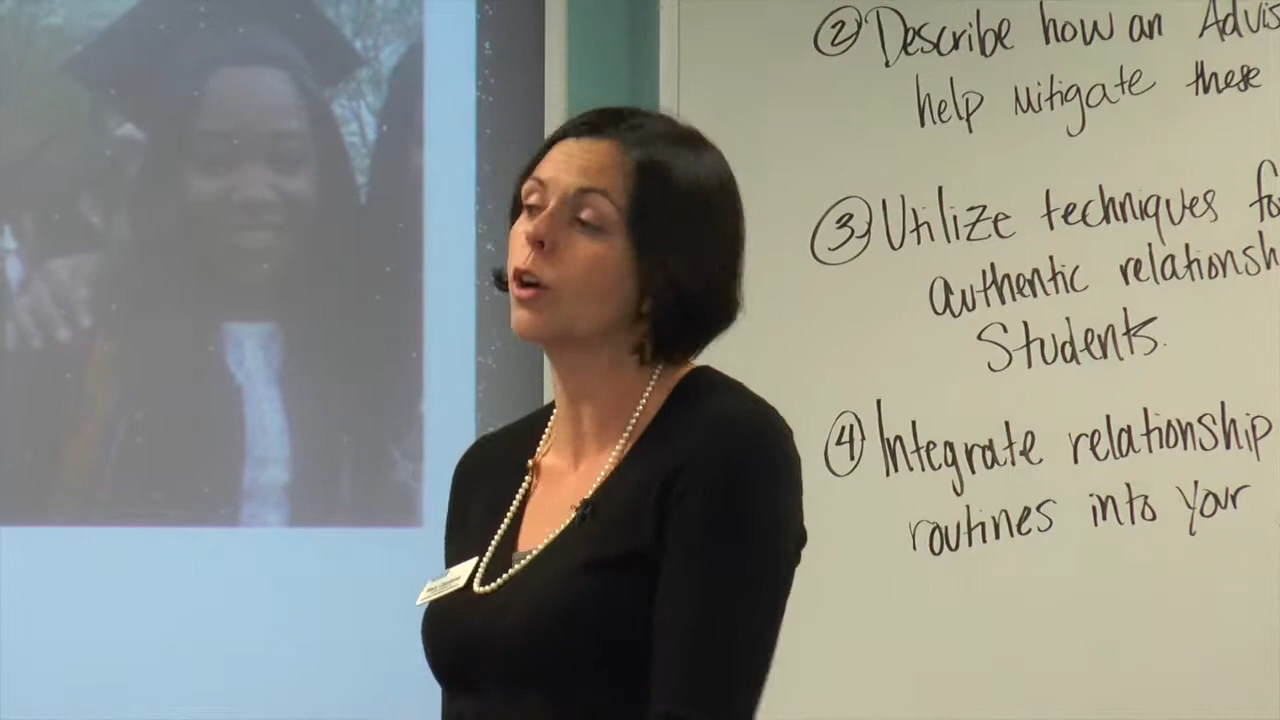 ② Describe how an Advis
help mitigate these
③ Utilize techniques fo
authentic relationsh
Students.
④ Integrate relationship
routines into your